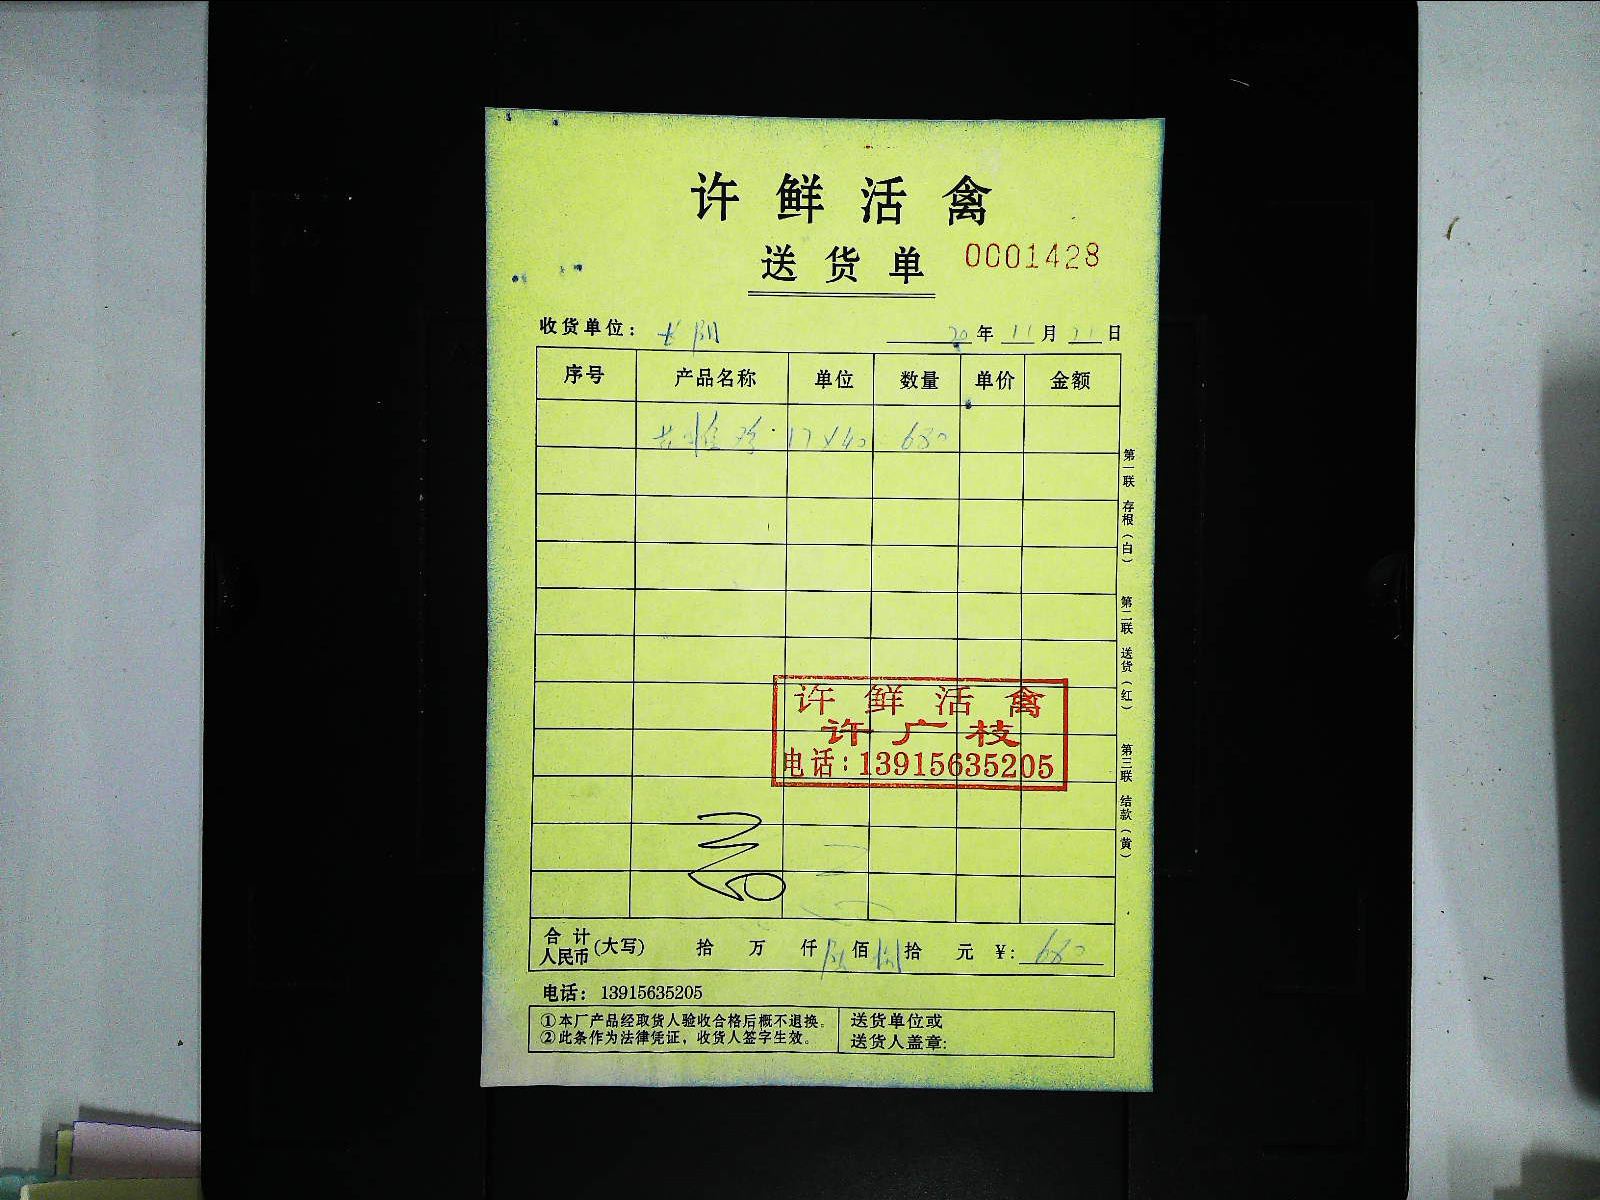 许鲜活禽
送货单 0001428
收货单位： 20年11月21日
序号 产品名称 单位 数量 单价 金额
17×40 680
第一联 存根（白）
第二联 送货（红）
第三联 结款（黄）
许鲜活禽
许广枝
电话：13915635205
合计人民币(大写) 拾 万 仟 陆佰 捌拾 元 ¥: 680
电话：13915635205
①本厂产品经取货人验收合格后概不退换。
②此条作为法律凭证，收货人签字生效。
送货单位或
送货人盖章: